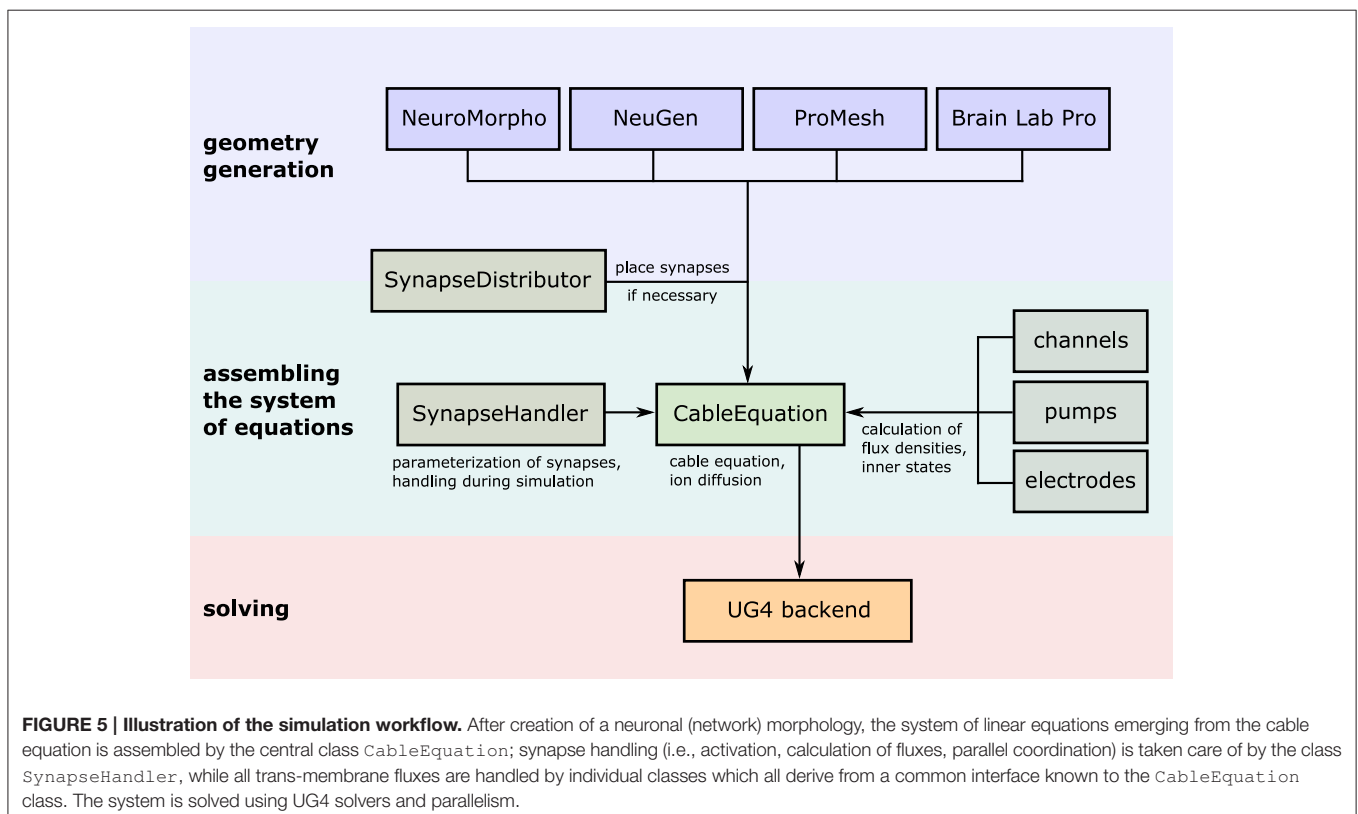 NeuroMorpho
NeuGen
ProMesh
Brain Lab Pro
geometry
generation
SynapseDistributor
place synapses
if necessary
assembling
the system
of equations
SynapseHandler
parameterization of synapses,
handling during simulation
CableEquation
cable equation,
ion diffusion
calculation of
flux densities,
inner states
channels
pumps
electrodes
solving
UG4 backend
FIGURE 5 | Illustration of the simulation workflow. After creation of a neuronal (network) morphology, the system of linear equations emerging from the cable
equation is assembled by the central class CableEquation; synapse handling (i.e., activation, calculation of fluxes, parallel coordination) is taken care of by the class
SynapseHandler, while all trans-membrane fluxes are handled by individual classes which all derive from a common interface known to the CableEquation
class. The system is solved using UG4 solvers and parallelism.